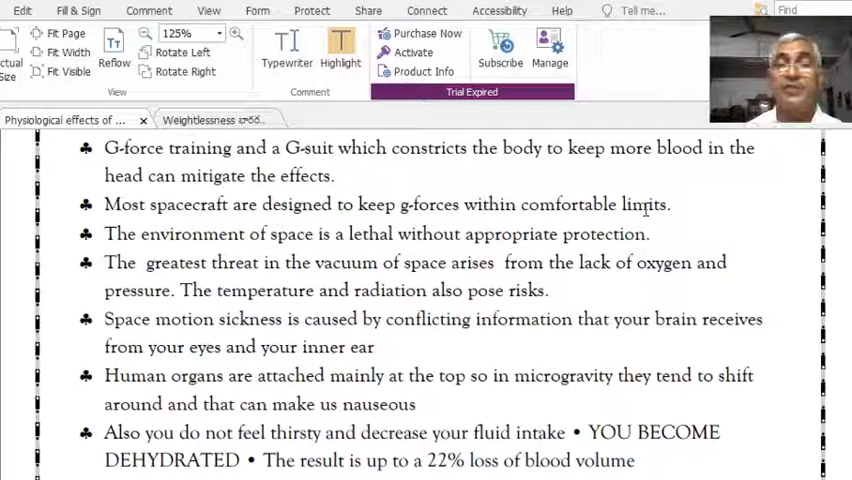 Edit Fill & Sign Comment View Form Protect Share Connect Accessibility Help Tell me... Find
Fit Page 125% Purchase Now
Fit Width Rotate Left Activate
Actual Size Fit Visible Reflow Rotate Right Typewriter Highlight Product Info Subscribe Manage
View Comment Trial Expired
Physiological effects of ... Weightlessness
♣ G-force training and a G-suit which constricts the body to keep more blood in the
head can mitigate the effects.
♣ Most spacecraft are designed to keep g-forces within comfortable limits.
♣ The environment of space is a lethal without appropriate protection.
♣ The greatest threat in the vacuum of space arises from the lack of oxygen and
pressure. The temperature and radiation also pose risks.
♣ Space motion sickness is caused by conflicting information that your brain receives
from your eyes and your inner ear
♣ Human organs are attached mainly at the top so in microgravity they tend to shift
around and that can make us nauseous
♣ Also you do not feel thirsty and decrease your fluid intake • YOU BECOME
DEHYDRATED • The result is up to a 22% loss of blood volume